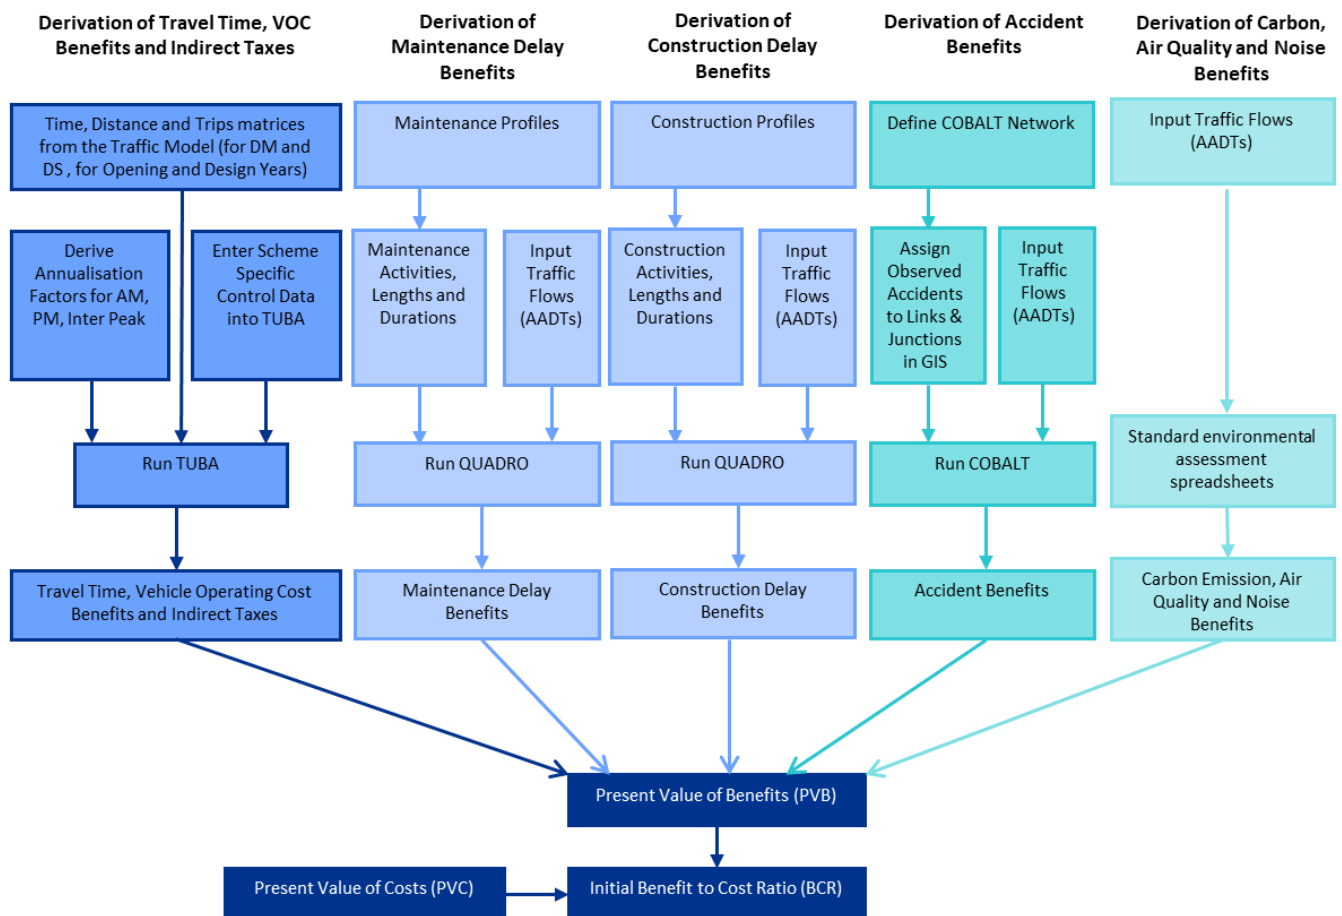 Derivation of Travel Time, VOC
Benefits and Indirect Taxes
Derivation of
Maintenance Delay
Benefits
Derivation of
Construction Delay
Benefits
Derivation of Accident
Benefits
Derivation of Carbon,
Air Quality and Noise
Benefits
Time, Distance and Trips matrices
from the Traffic Model (for DM and
DS , for Opening and Design Years)
Maintenance Profiles
Construction Profiles
Define COBALT Network
Input Traffic Flows
(AADTs)
Derive
Annualisation
Factors for AM,
PM, Inter Peak
Enter Scheme
Specific
Control Data
into TUBA
Maintenance
Activities,
Lengths and
Durations
Input
Traffic
Flows
(AADTs)
Construction
Activities,
Lengths and
Durations
Input
Traffic
Flows
(AADTs)
Assign
Observed
Accidents
to Links &
Junctions
in GIS
Input
Traffic
Flows
(AADTs)
Run TUBA
Run QUADRO
Run QUADRO
Run COBALT
Standard environmental
assessment
spreadsheets
Travel Time, Vehicle Operating Cost
Benefits and Indirect Taxes
Maintenance Delay
Benefits
Construction Delay
Benefits
Accident Benefits
Carbon Emission, Air
Quality and Noise
Benefits
Present Value of Benefits (PVB)
Present Value of Costs (PVC)
Initial Benefit to Cost Ratio (BCR)